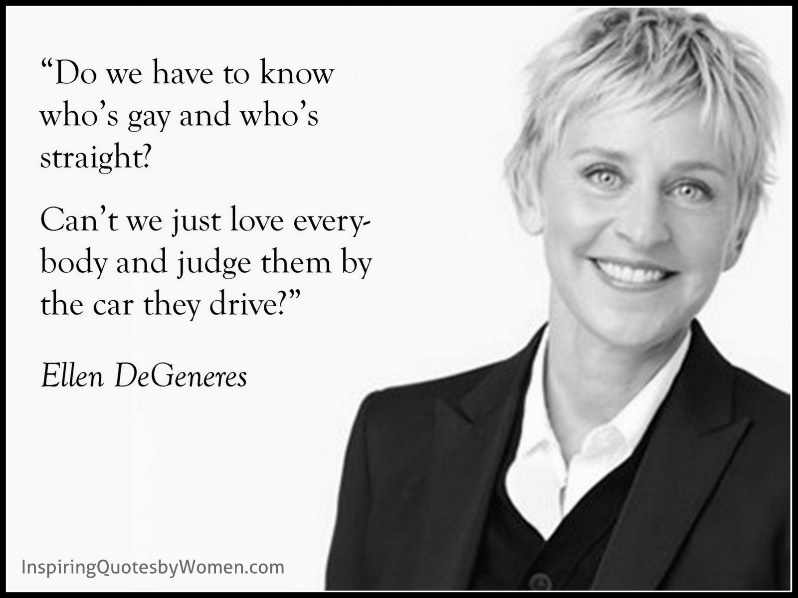 “Do we have to know
who’s gay and who’s
straight?
Can’t we just love every-
body and judge them by
the car they drive?”
Ellen DeGeneres
InspiringQuotesbyWomen.com